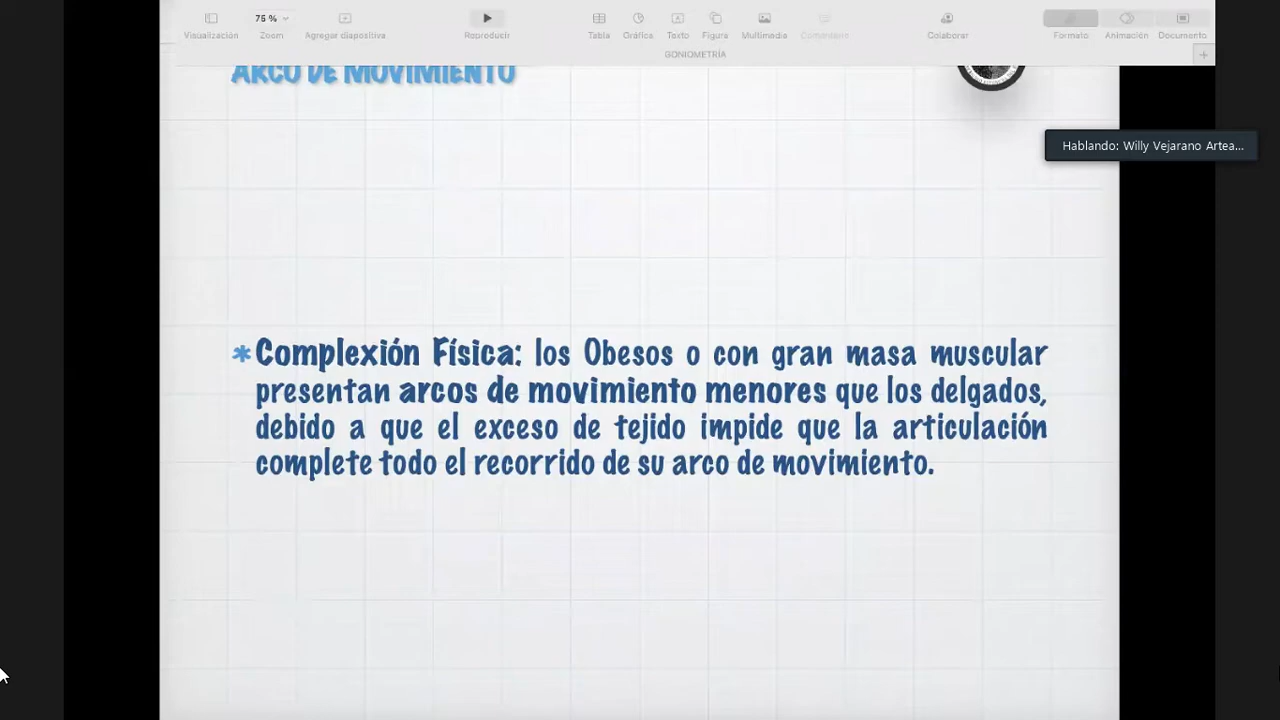 75 %
Visualización Zoom Agregar diapositiva Reproducir Tabla Gráfica Texto Figura Multimedia Comentario Colaborar Formato Animación Documento
GONIOMETRÍA
ARCO DE MOVIMIENTO
Hablando: Willy Vejarano Artea...
* Complexión Física: los Obesos o con gran masa muscular
presentan arcos de movimiento menores que los delgados,
debido a que el exceso de tejido impide que la articulación
complete todo el recorrido de su arco de movimiento.